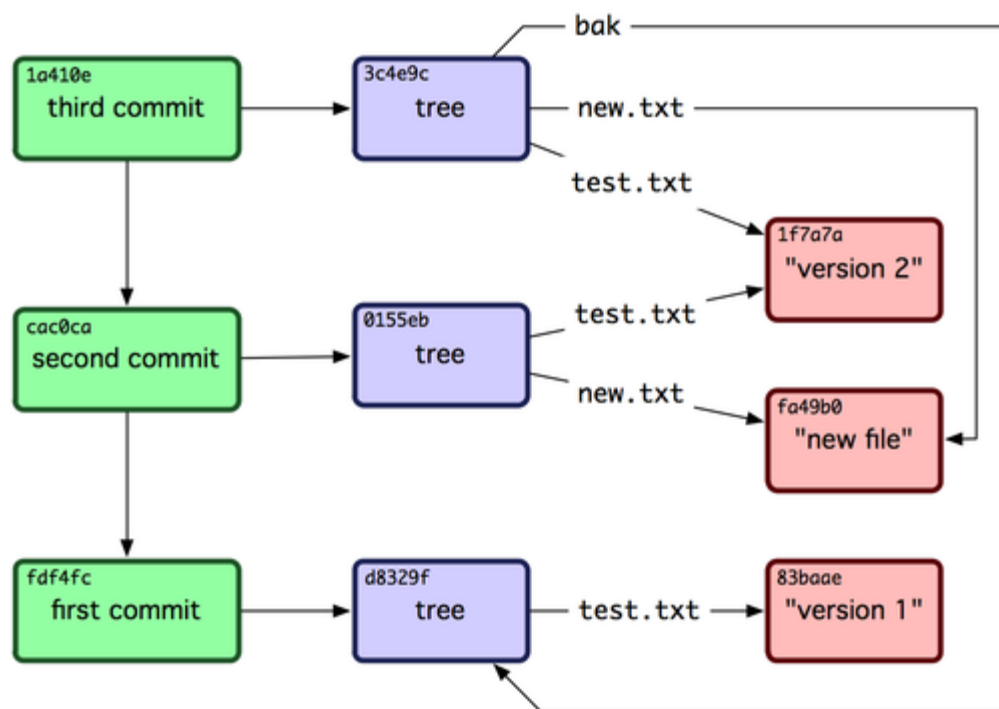 bak
1a410e
third commit
3c4e9c
tree
new.txt
test.txt
1f7a7a
"version 2"
cac0ca
second commit
0155eb
tree
test.txt
new.txt
fa49b0
"new file"
fdf4fc
first commit
d8329f
tree
test.txt
83baae
"version 1"